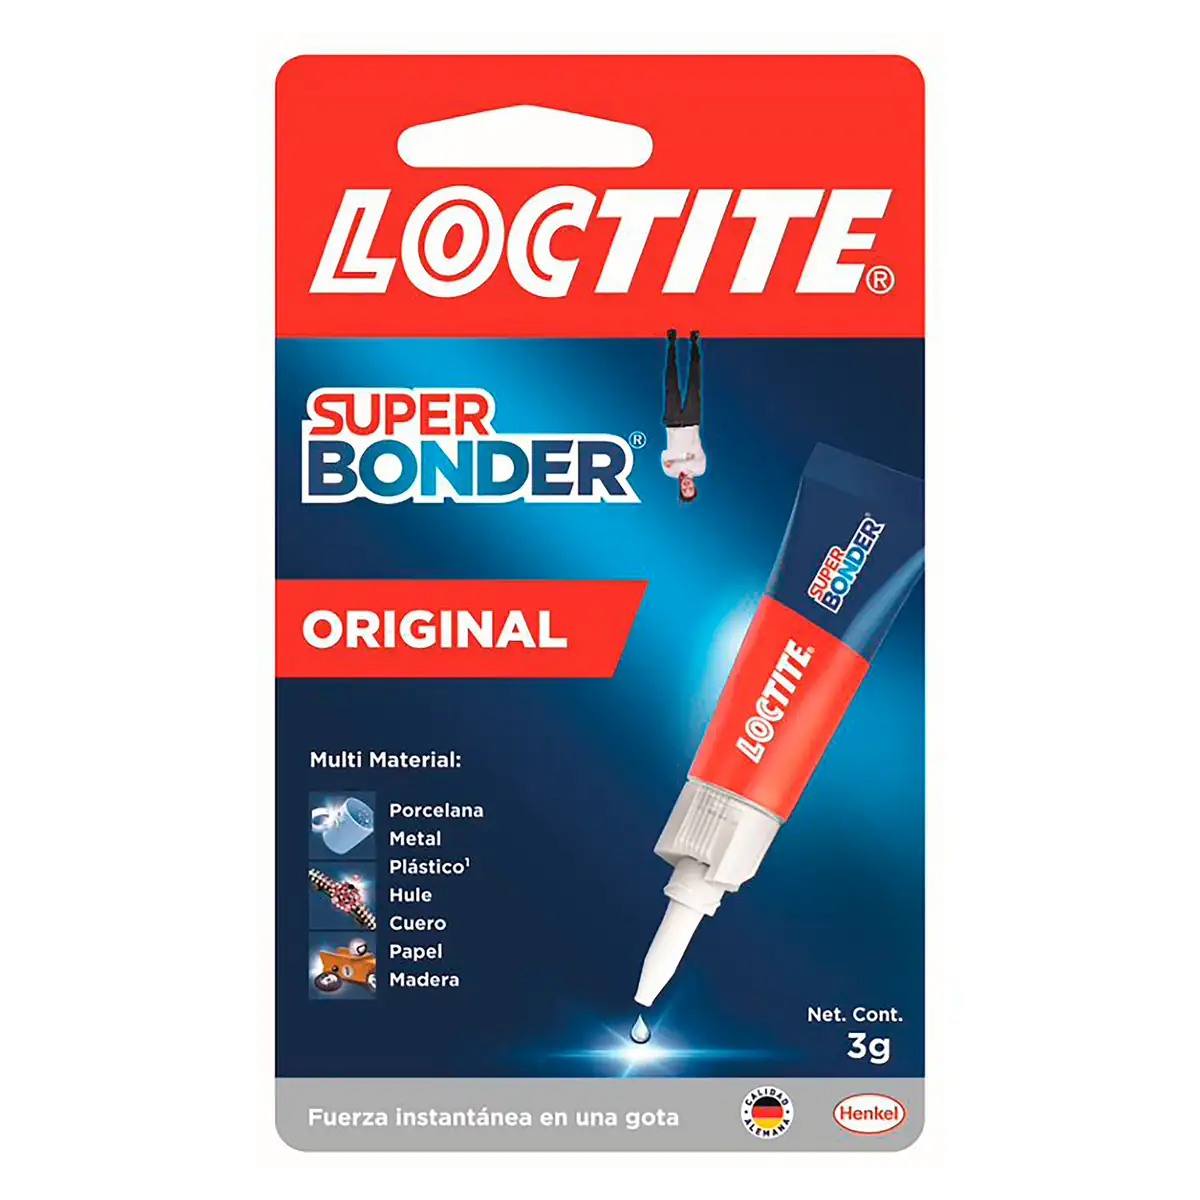 LOCTITE®
SUPER
BONDER®
ORIGINAL
SUPER
BONDER®
LOCTITE®
Multi Material:
Porcelana
Metal
Plástico¹
Hule
Cuero
Papel
Madera
Net. Cont.
3g
Fuerza instantánea en una gota
CALIDAD
ALEMANA
Henkel